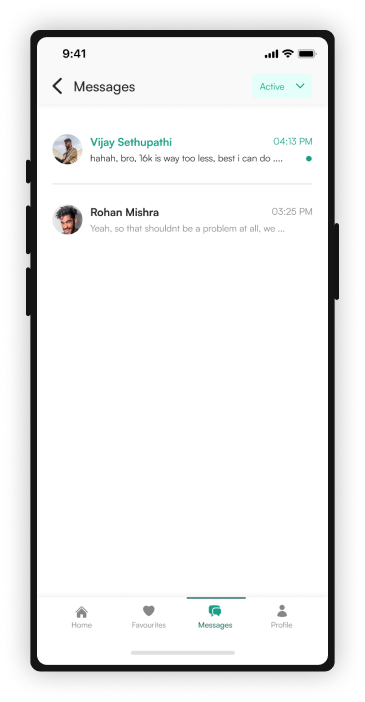 9:41
Messages
Active
Vijay Sethupathi
04:13 PM
hahah, bro, 16k is way too less, best i can do ....
Rohan Mishra
03:25 PM
Yeah, so that shouldnt be a problem at all, we ...
Home
Favourites
Messages
Profile